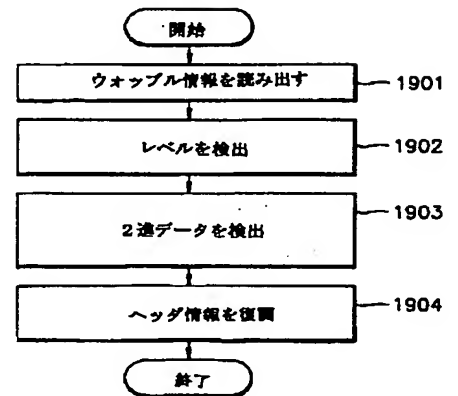 開始
ウォッブル情報を読み出す 1901
レベルを検出 1902
2進データを検出 1903
ヘッダ情報を復調 1904
終了